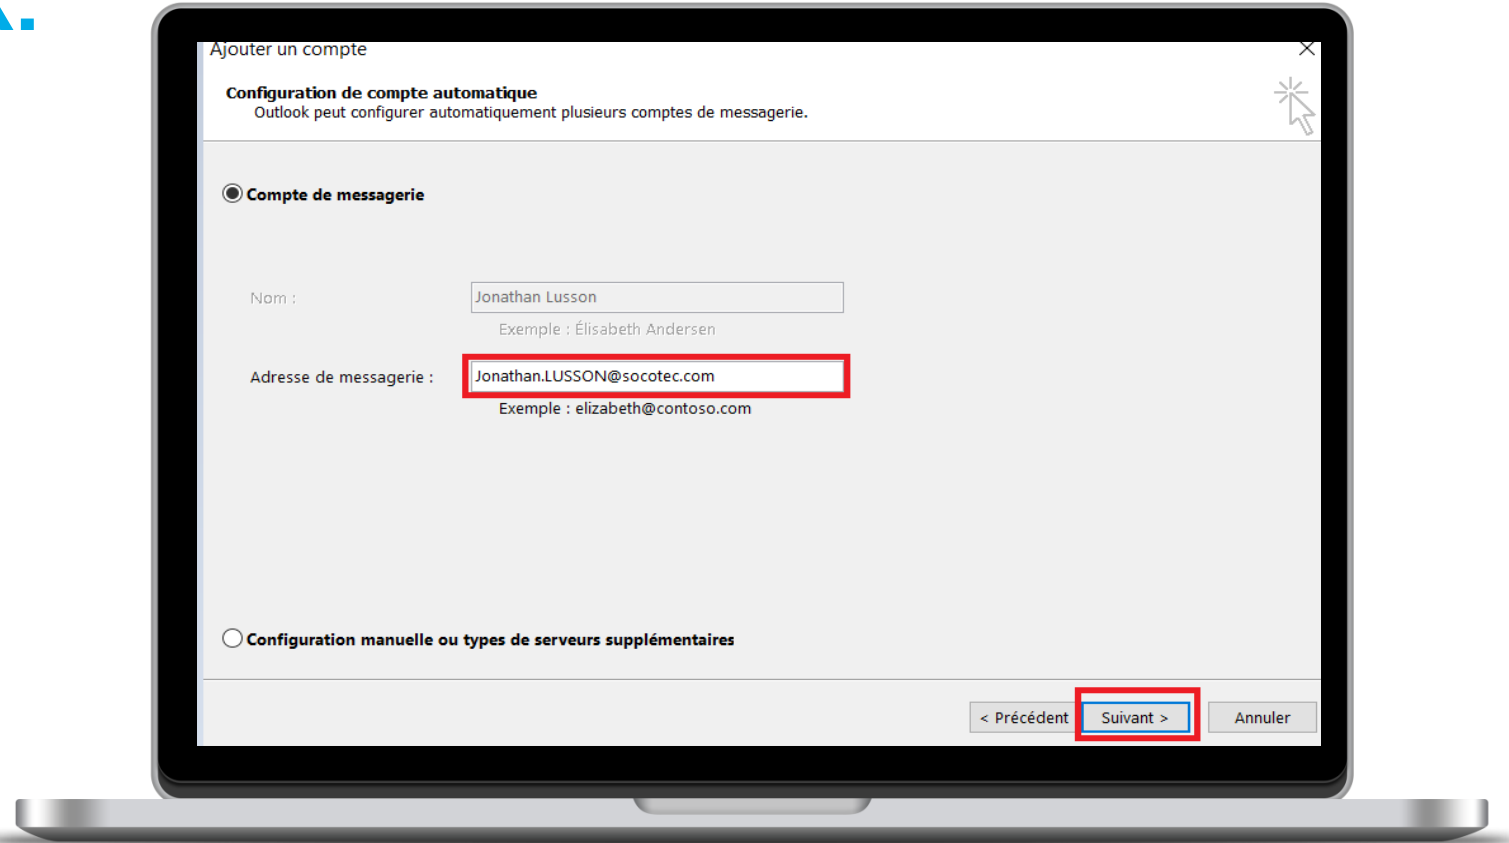 Ajouter un compte
Configuration de compte automatique
Outlook peut configurer automatiquement plusieurs comptes de messagerie.
Compte de messagerie
Nom :
Jonathan Lusson
Exemple : Élisabeth Andersen
Adresse de messagerie :
Jonathan.LUSSON@socotec.com
Exemple : elizabeth@contoso.com
Configuration manuelle ou types de serveurs supplémentaires
< Précédent
Suivant >
Annuler